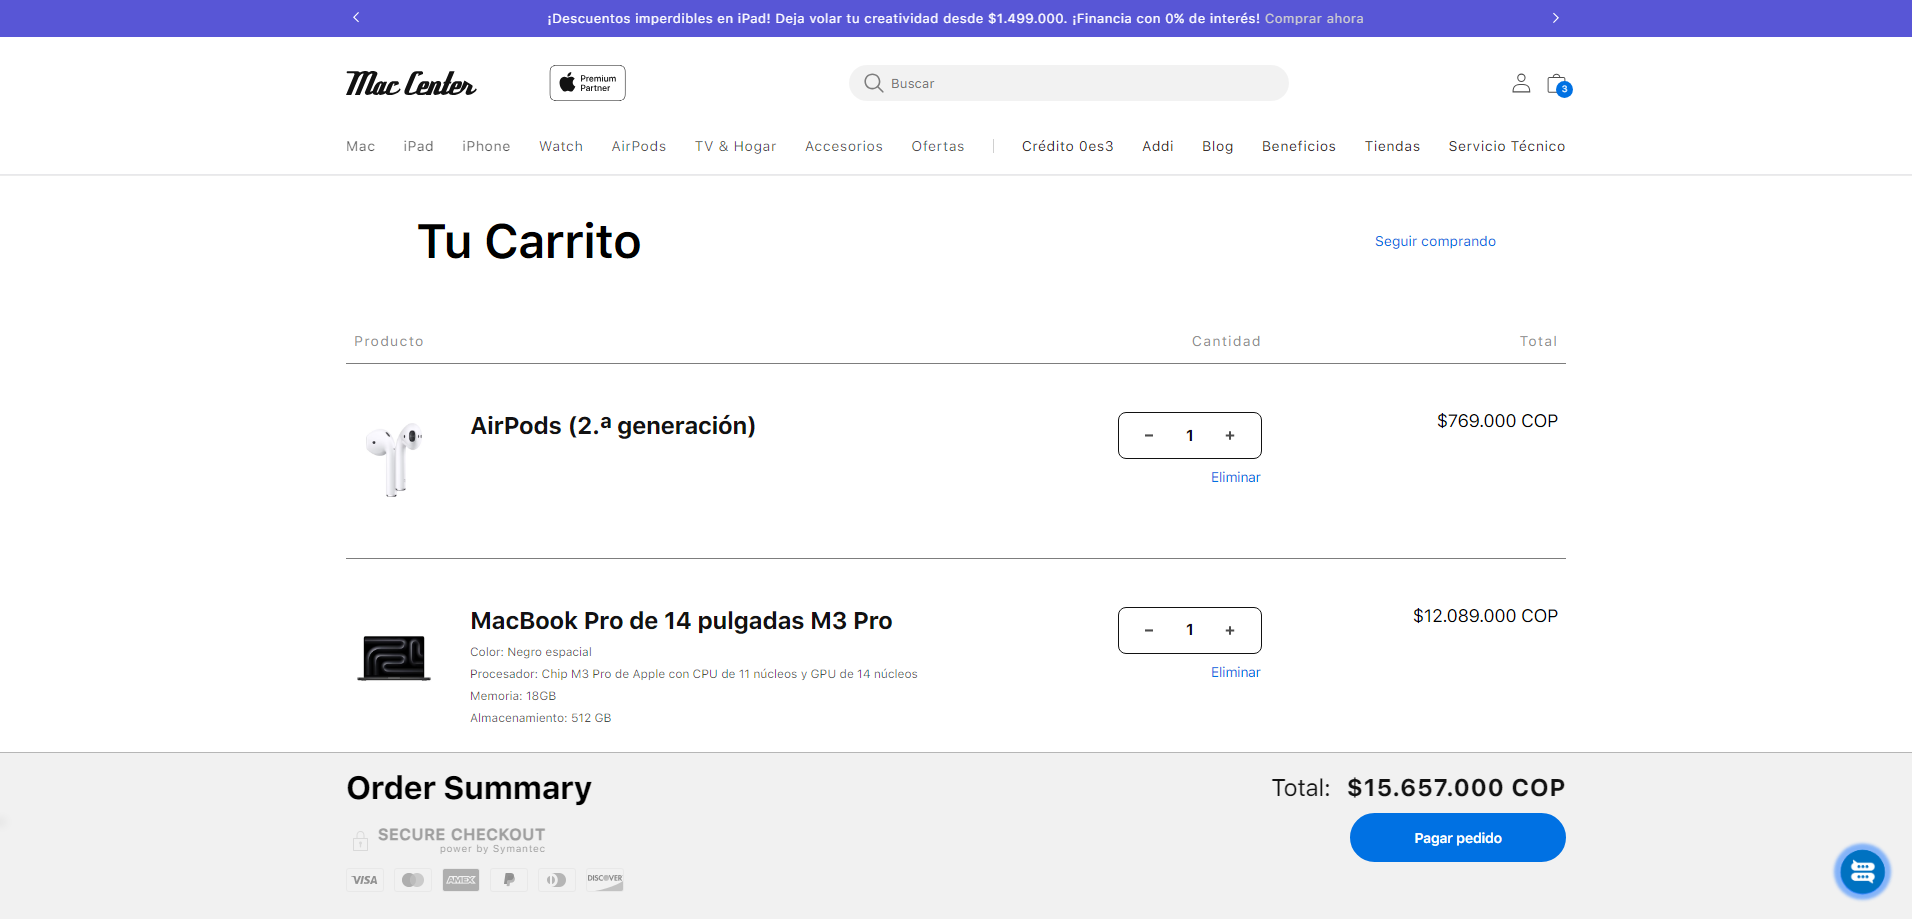 ¡Descuentos imperdibles en iPad! Deja volar tu creatividad desde $1.499.000. ¡Financia con 0% de interés! Comprar ahora
Mac Center
Premium
Partner
Buscar
3
Mac iPad iPhone Watch AirPods TV & Hogar Accesorios Ofertas Crédito 0es3 Addi Blog Beneficios Tiendas Servicio Técnico
Tu Carrito
Seguir comprando
Producto Cantidad Total
AirPods (2.ª generación)
- 1 +
$769.000 COP
Eliminar
MacBook Pro de 14 pulgadas M3 Pro
- 1 +
$12.089.000 COP
Color: Negro espacial
Procesador: Chip M3 Pro de Apple con CPU de 11 núcleos y GPU de 14 núcleos
Eliminar
Memoria: 18GB
Almacenamiento: 512 GB
Order Summary
Total: $15.657.000 COP
SECURE CHECKOUT
power by Symantec
Pagar pedido
VISA AMEX DISCOVER